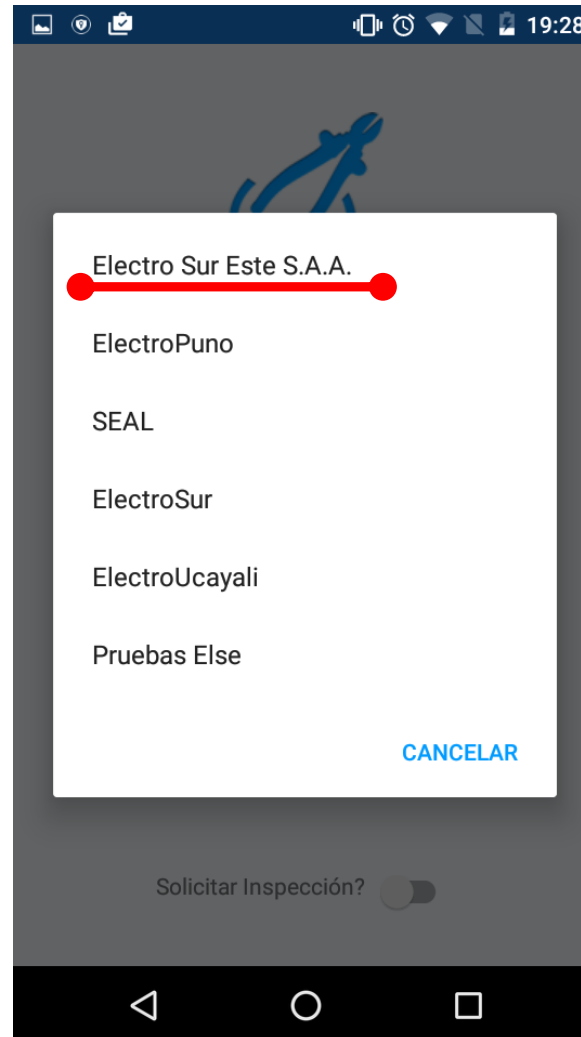 19:28
Electro Sur Este S.A.A.
ElectroPuno
SEAL
ElectroSur
ElectroUcayali
Pruebas Else
CANCELAR
Solicitar Inspección?